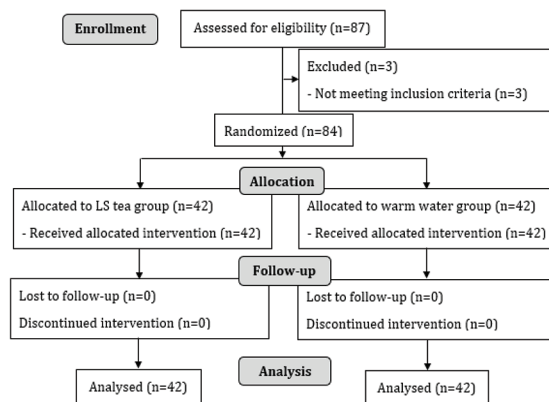 Enrollment
Assessed for eligibility (n=87)
Excluded (n=3)
- Not meeting inclusion criteria (n=3)
Randomized (n=84)
Allocation
Allocated to LS tea group (n=42)
- Received allocated intervention (n=42)
Allocated to warm water group (n=42)
- Received allocated intervention (n=42)
Follow-up
Lost to follow-up (n=0)
Discontinued intervention (n=0)
Lost to follow-up (n=0)
Discontinued intervention (n=0)
Analysis
Analysed (n=42)
Analysed (n=42)